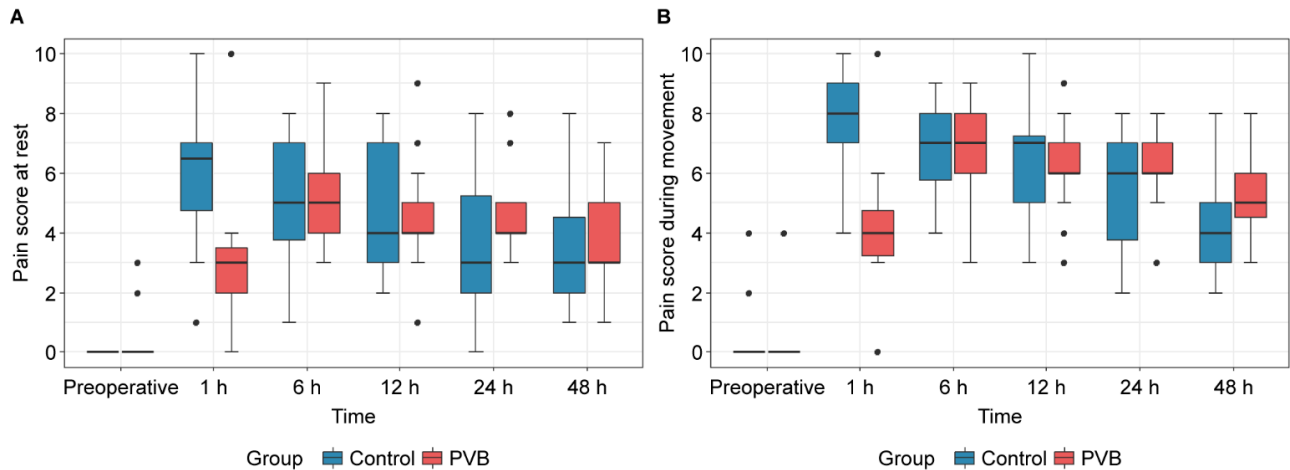 A
Pain score at rest
10
8
6
4
2
0
Preoperative 1 h 6 h 12 h 24 h 48 h
Time
Group Control PVB
B
Pain score during movement
10
8
6
4
2
0
Preoperative 1 h 6 h 12 h 24 h 48 h
Time
Group Control PVB